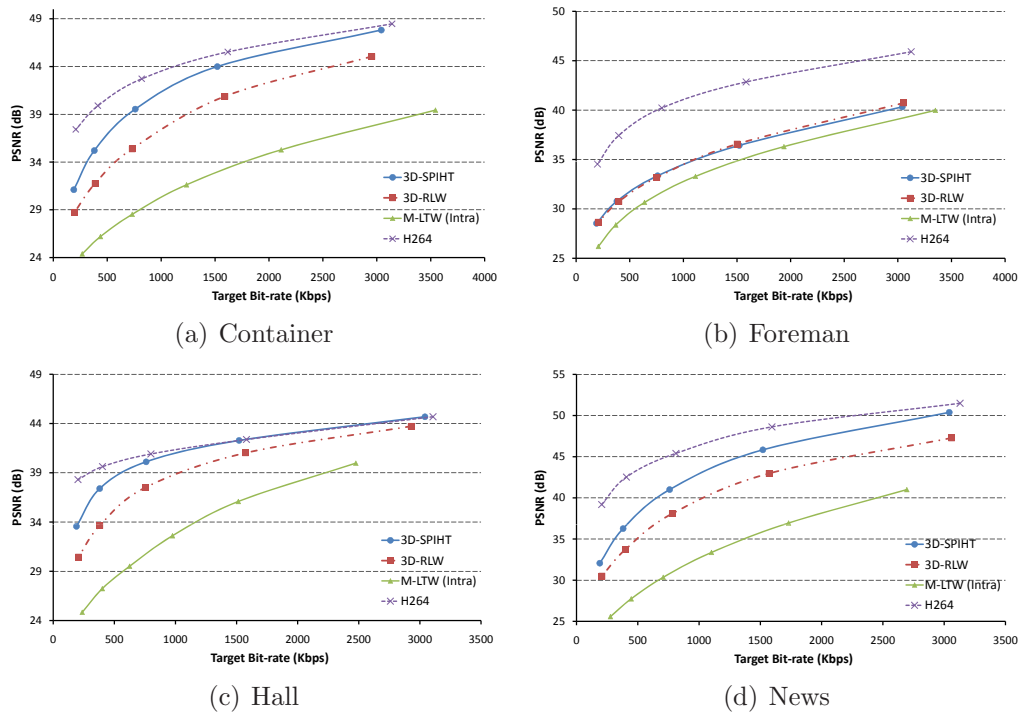 49
44
39
34
29
24
PSNR (dB)
3D-SPIHT
3D-RLW
M-LTW (Intra)
H264
0 500 1000 1500 2000 2500 3000 3500 4000
Target Bit-rate (Kbps)
(a) Container
50
45
40
35
30
25
PSNR (dB)
3D-SPIHT
3D-RLW
M-LTW (Intra)
H264
0 500 1000 1500 2000 2500 3000 3500 4000
Target Bit-rate (Kbps)
(b) Foreman
49
44
39
34
29
24
PSNR (dB)
3D-SPIHT
3D-RLW
M-LTW (Intra)
H264
0 500 1000 1500 2000 2500 3000 3500
Target Bit-rate (Kbps)
(c) Hall
55
50
45
40
35
30
25
PSNR (dB)
3D-SPIHT
3D-RLW
M-LTW (Intra)
H264
0 500 1000 1500 2000 2500 3000 3500
Target Bit-rate (Kbps)
(d) News